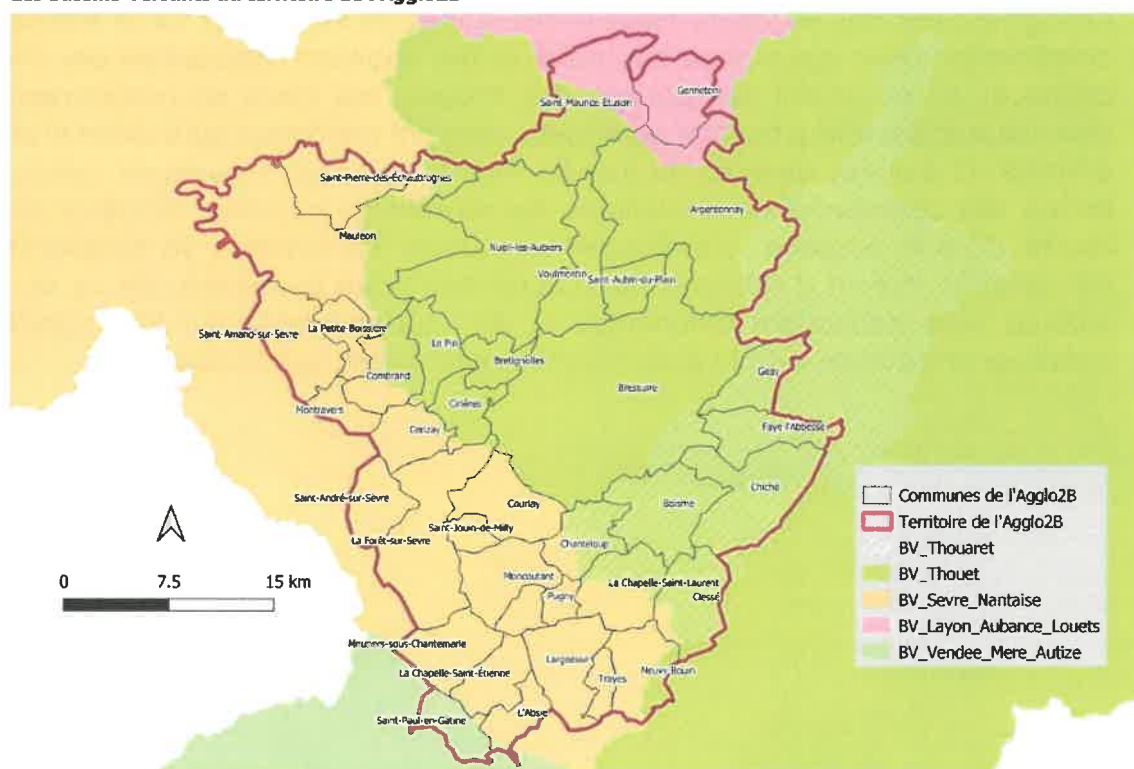 Genneton
Saint-Maurice-Étusson
Saint-Pierre-des-Échaubrognes
Argentonnay
Mauléon
Nueil-les-Aubiers
Voulmentin
Saint-Aubin-du-Plain
La Petite-Boissière
Saint-Amand-sur-Sèvre
Le Pin
Bretignolles
Geay
Combrand
Bressuire
Cirières
Montravers
Faye l'Abbesse
Cerizay
Chiché
Saint-André-sur-Sèvre
Courlay
Boismé
Saint-Jouin-de-Milly
La Forêt-sur-Sèvre
Chanteloup
Moncoutant
La Chapelle-Saint-Laurent
Clessé
Pugny
Moutiers-sous-Chantemerle
Largeasse
La Chapelle-Saint-Étienne
Trayes
Neuvy-Bouin
L'Absie
Saint-Paul-en-Gâtine
0 7.5 15 km
Communes de l'Agglo2B
Territoire de l'Agglo2B
BV_Thouaret
BV_Thouet
BV_Sevre_Nantaise
BV_Layon_Aubance_Louets
BV_Vendee_Mere_Autize